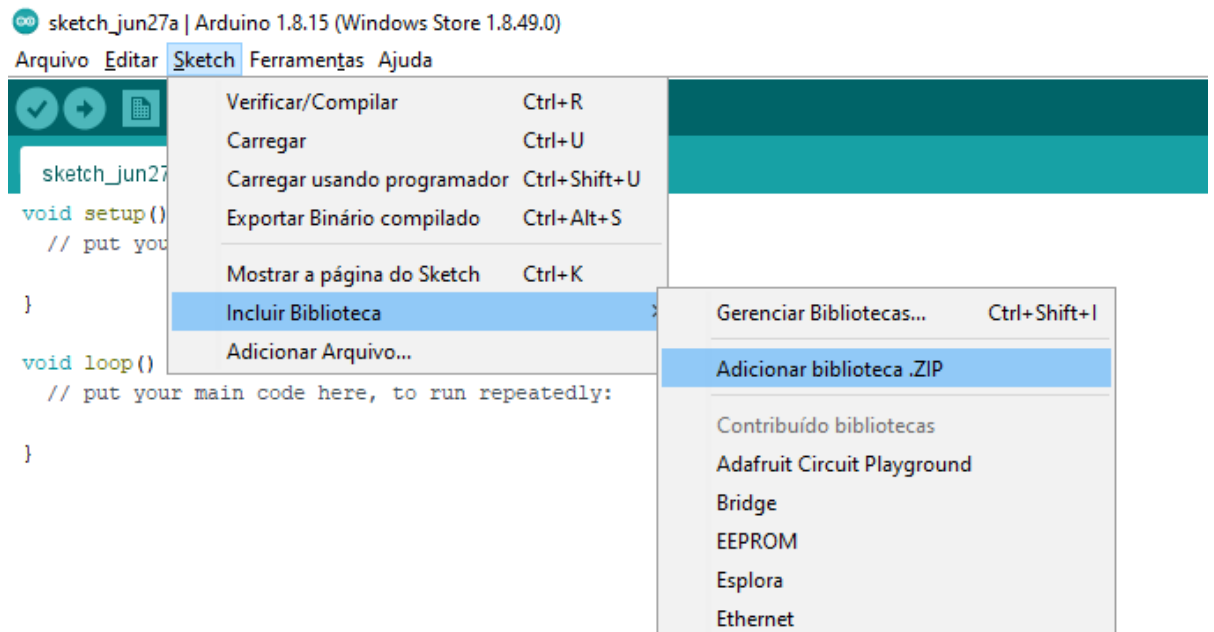 sketch_jun27a | Arduino 1.8.15 (Windows Store 1.8.49.0)
Arquivo Editar Sketch Ferramentas Ajuda
sketch_jun27
Verificar/Compilar Ctrl+R
Carregar Ctrl+U
Carregar usando programador Ctrl+Shift+U
Exportar Binário compilado Ctrl+Alt+S
Mostrar a página do Sketch Ctrl+K
Incluir Biblioteca
Adicionar Arquivo...
Gerenciar Bibliotecas... Ctrl+Shift+I
Adicionar biblioteca .ZIP
Contribuído bibliotecas
Adafruit Circuit Playground
Bridge
EEPROM
Esplora
Ethernet
void setup()
// put you
}
void loop()
// put your main code here, to run repeatedly:
}